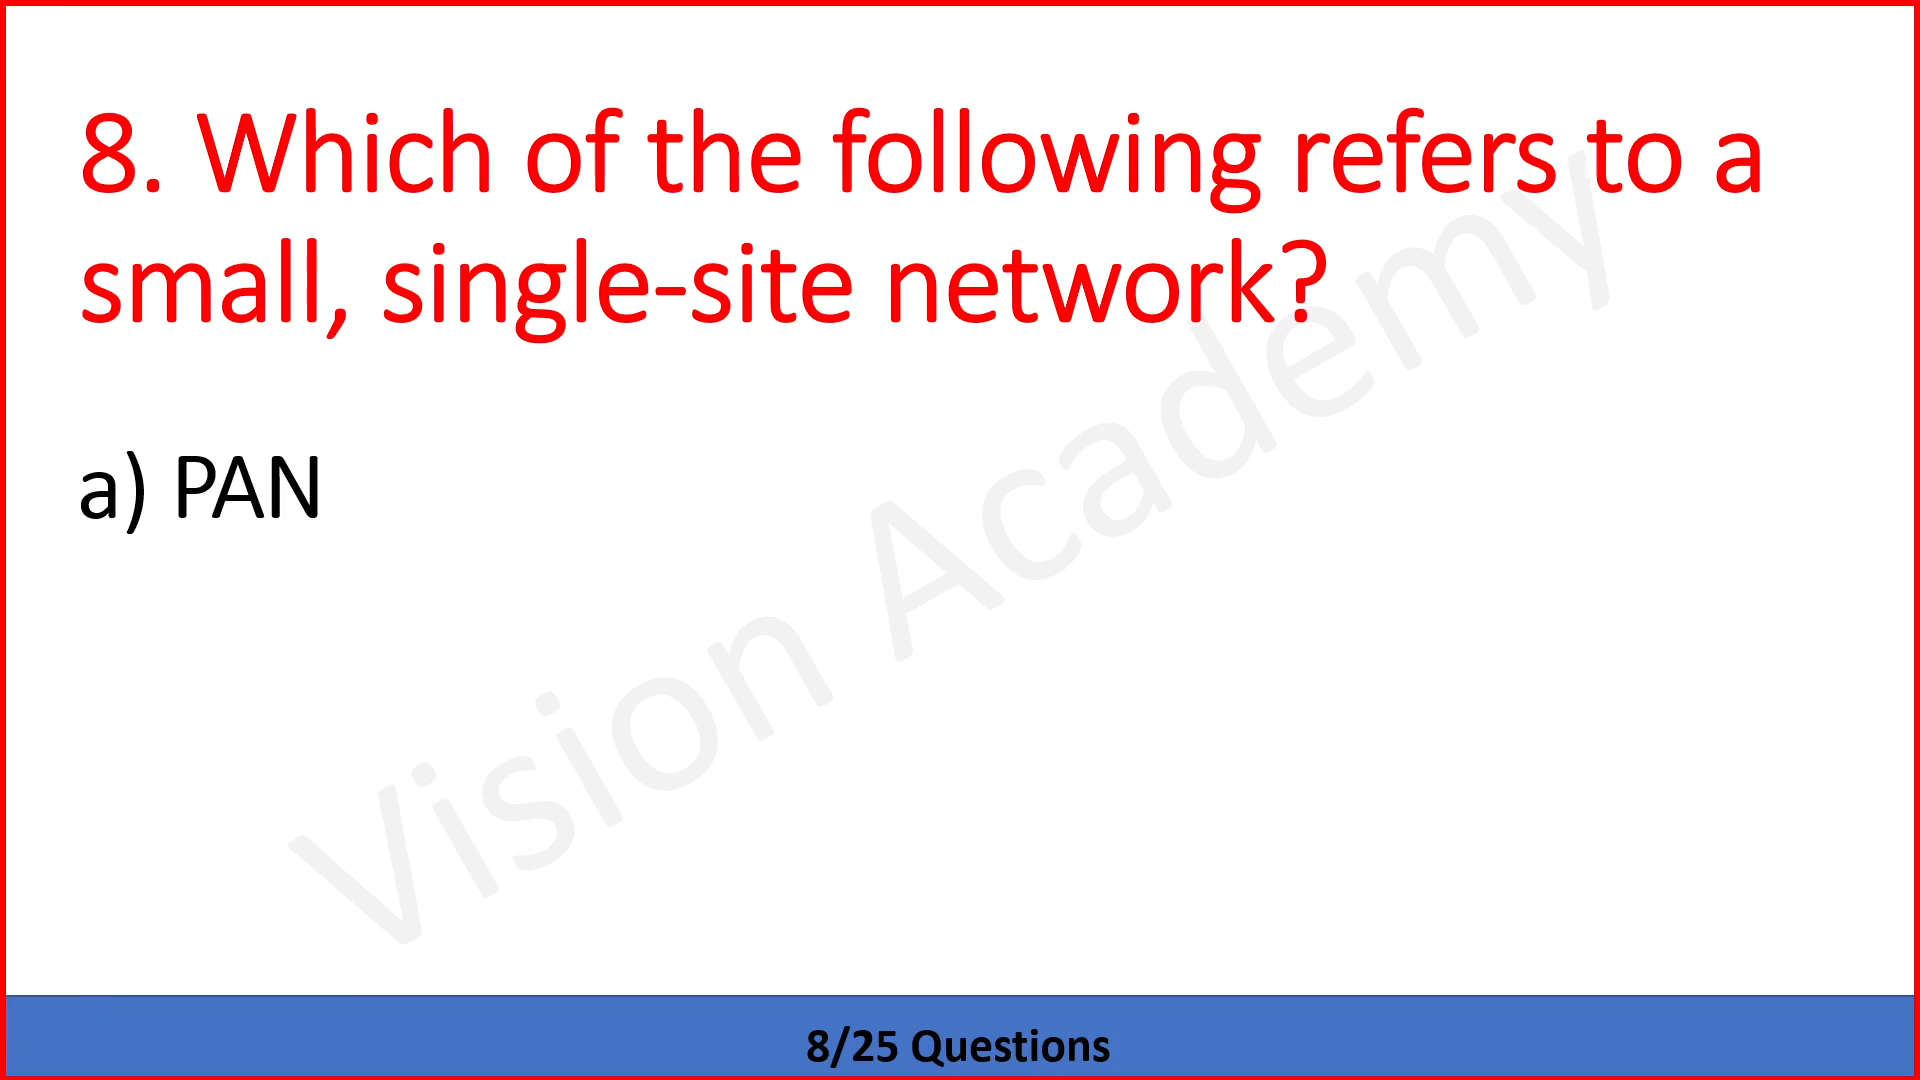 8. Which of the following refers to a
small, single-site network?
a) PAN
Vision Academy
8/25 Questions